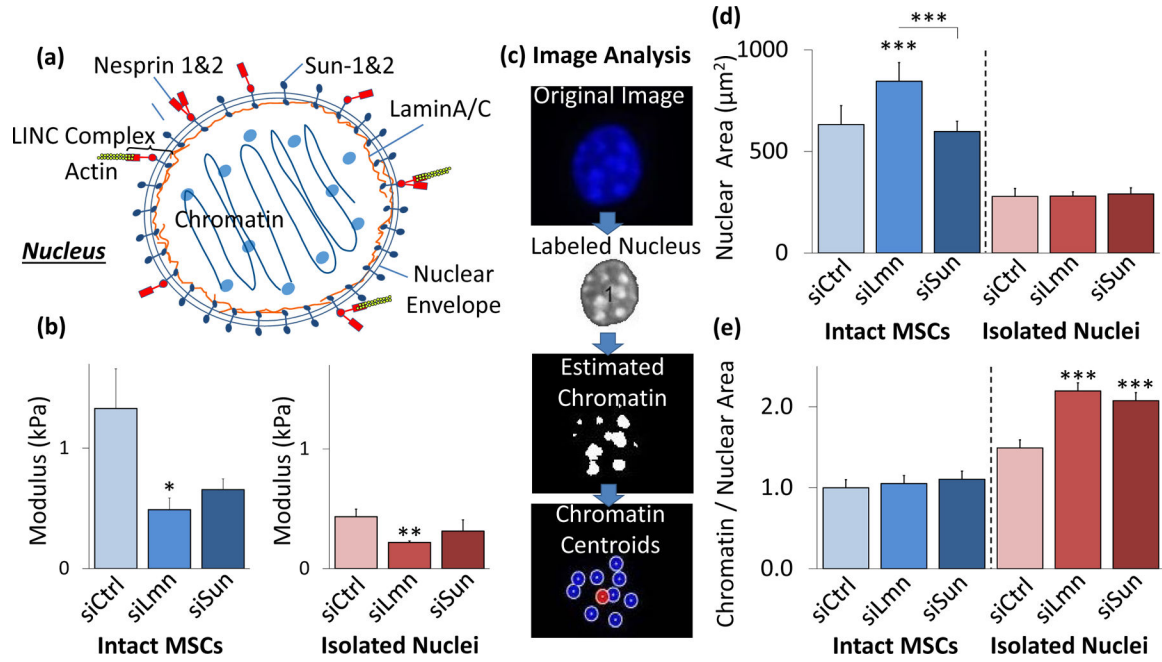 (a)
Nesprin 1&2
Sun-1&2
LaminA/C
LINC Complex
Actin
Chromatin
Nucleus
Nuclear
Envelope
(b)
Modulus (kPa)
1
0
*
siCtrl
siLmn
siSun
Intact MSCs
Modulus (kPa)
1
0
**
siCtrl
siLmn
siSun
Isolated Nuclei
(c) Image Analysis
Original Image
Labeled Nucleus
1
Estimated
Chromatin
Chromatin
Centroids
(d)
Nuclear Area (μm²)
1000
500
0
***
***
siCtrl
siLmn
siSun
siCtrl
siLmn
siSun
Intact MSCs
Isolated Nuclei
(e)
Chromatin / Nuclear Area
2.0
1.0
0.0
***
***
siCtrl
siLmn
siSun
siCtrl
siLmn
siSun
Intact MSCs
Isolated Nuclei